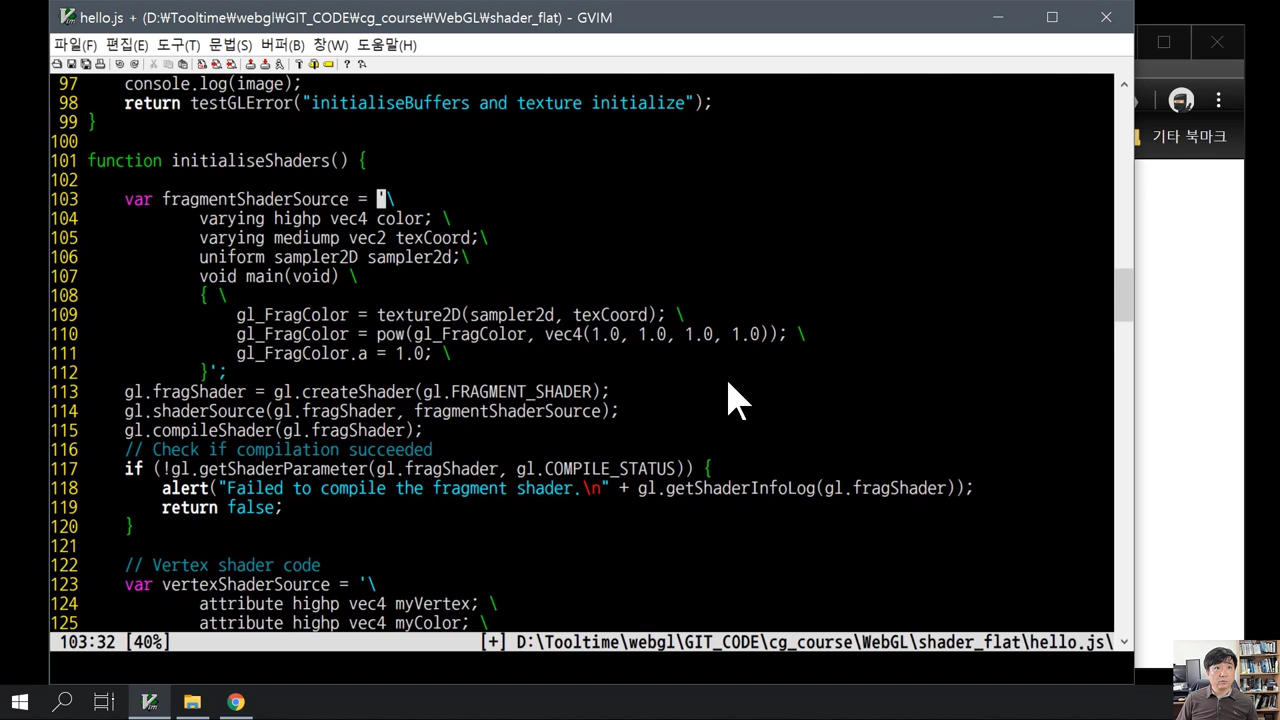 hello.js + (D:\Tooltime\webgl\GIT_CODE\cg_course\WebGL\shader_flat) - GVIM
파일(F) 편집(E) 도구(T) 문법(S) 버퍼(B) 창(W) 도움말(H)
97 console.log(image);
98 return testGLError("initialiseBuffers and texture initialize");
99 }
100
101 function initialiseShaders() {
102
103 var fragmentShaderSource = '\
104 varying highp vec4 color; \
105 varying mediump vec2 texCoord;\
106 uniform sampler2D sampler2d;\
107 void main(void) \
108 { \
109 gl_FragColor = texture2D(sampler2d, texCoord); \
110 gl_FragColor = pow(gl_FragColor, vec4(1.0, 1.0, 1.0, 1.0)); \
111 gl_FragColor.a = 1.0; \
112 }';
113 gl.fragShader = gl.createShader(gl.FRAGMENT_SHADER);
114 gl.shaderSource(gl.fragShader, fragmentShaderSource);
115 gl.compileShader(gl.fragShader);
116 // Check if compilation succeeded
117 if (!gl.getShaderParameter(gl.fragShader, gl.COMPILE_STATUS)) {
118 alert("Failed to compile the fragment shader.\n" + gl.getShaderInfoLog(gl.fragShader));
119 return false;
120 }
121
122 // Vertex shader code
123 var vertexShaderSource = '\
124 attribute highp vec4 myVertex; \
125 attribute highp vec4 myColor; \
103:32 [40%] [+] D:\Tooltime\webgl\GIT_CODE\cg_course\WebGL\shader_flat\hello.js\
기타 북마크